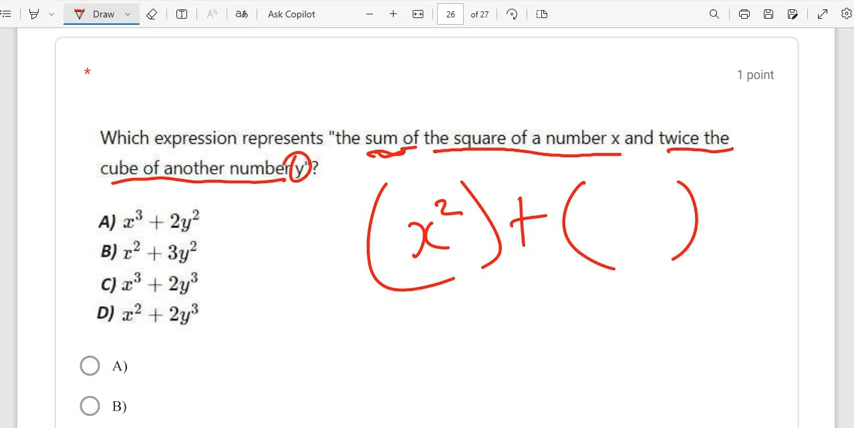 Draw
Ask Copilot
26 of 27
*
1 point
Which expression represents "the sum of the square of a number x and twice the
cube of another number y"?
(x²) + ( )
A) x³ + 2y²
B) x² + 3y²
C) x³ + 2y³
D) x² + 2y³
A)
B)